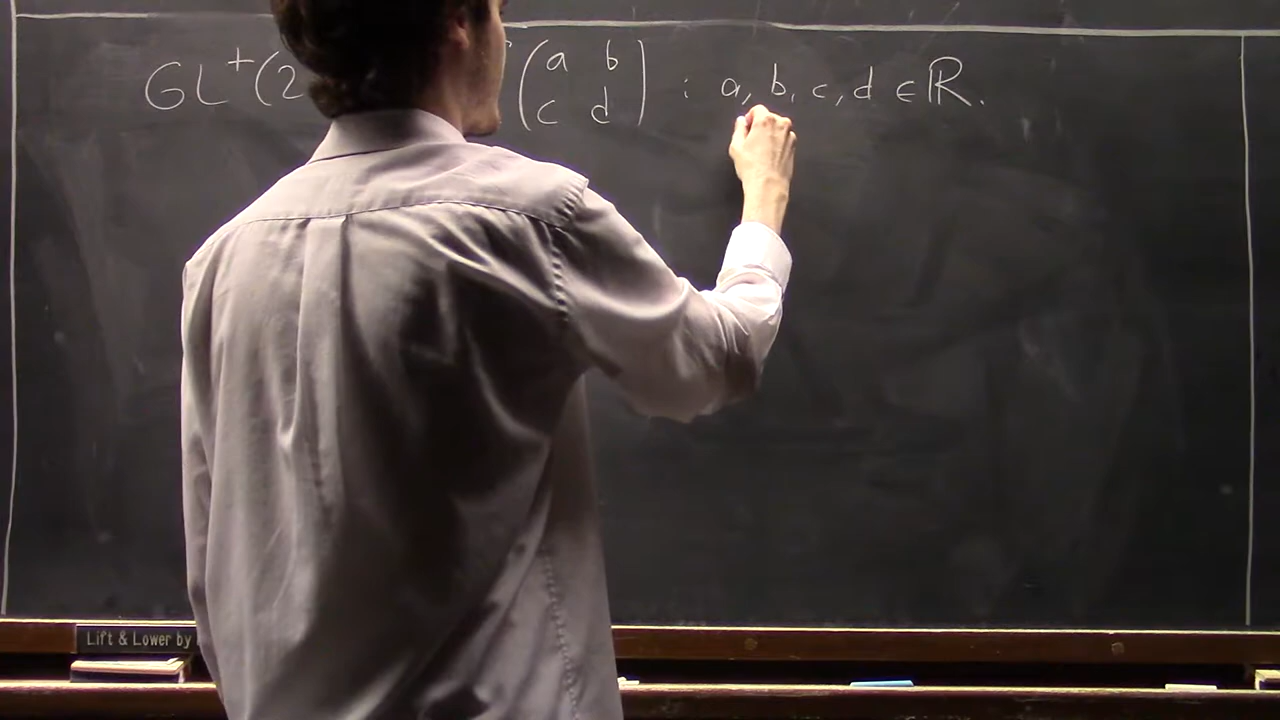 GL⁺(2 (a b
c d) : a, b, c, d ∈ ℝ.
Lift & Lower by